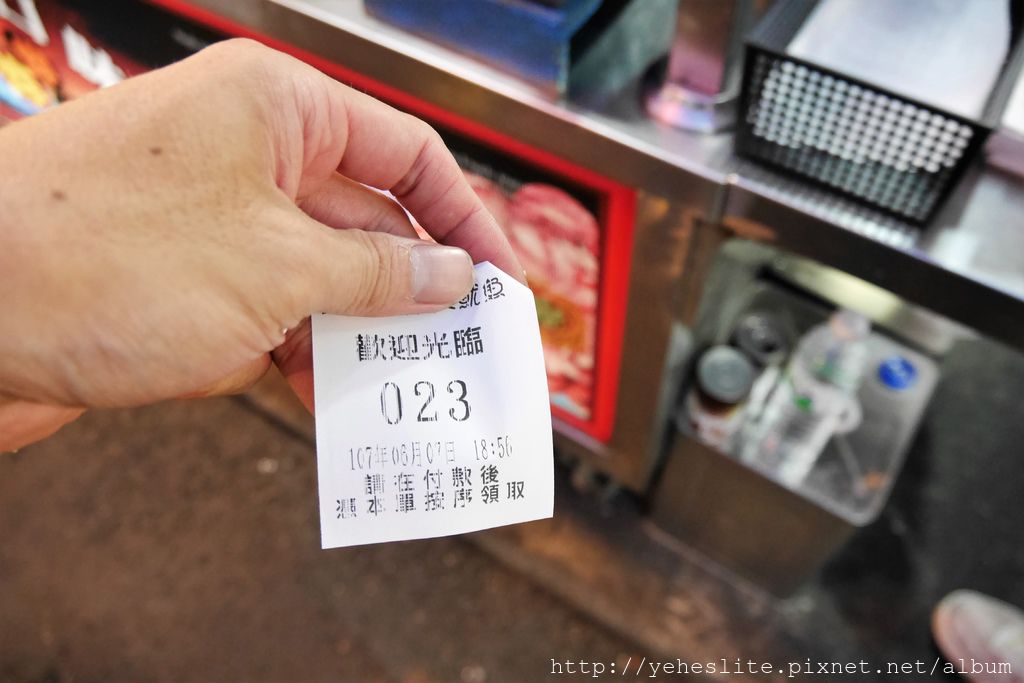 歡迎光臨
023
107年06月07日 18:56
請在付款後
憑本單按序領取
http://yeheslite.pixnet.net/album